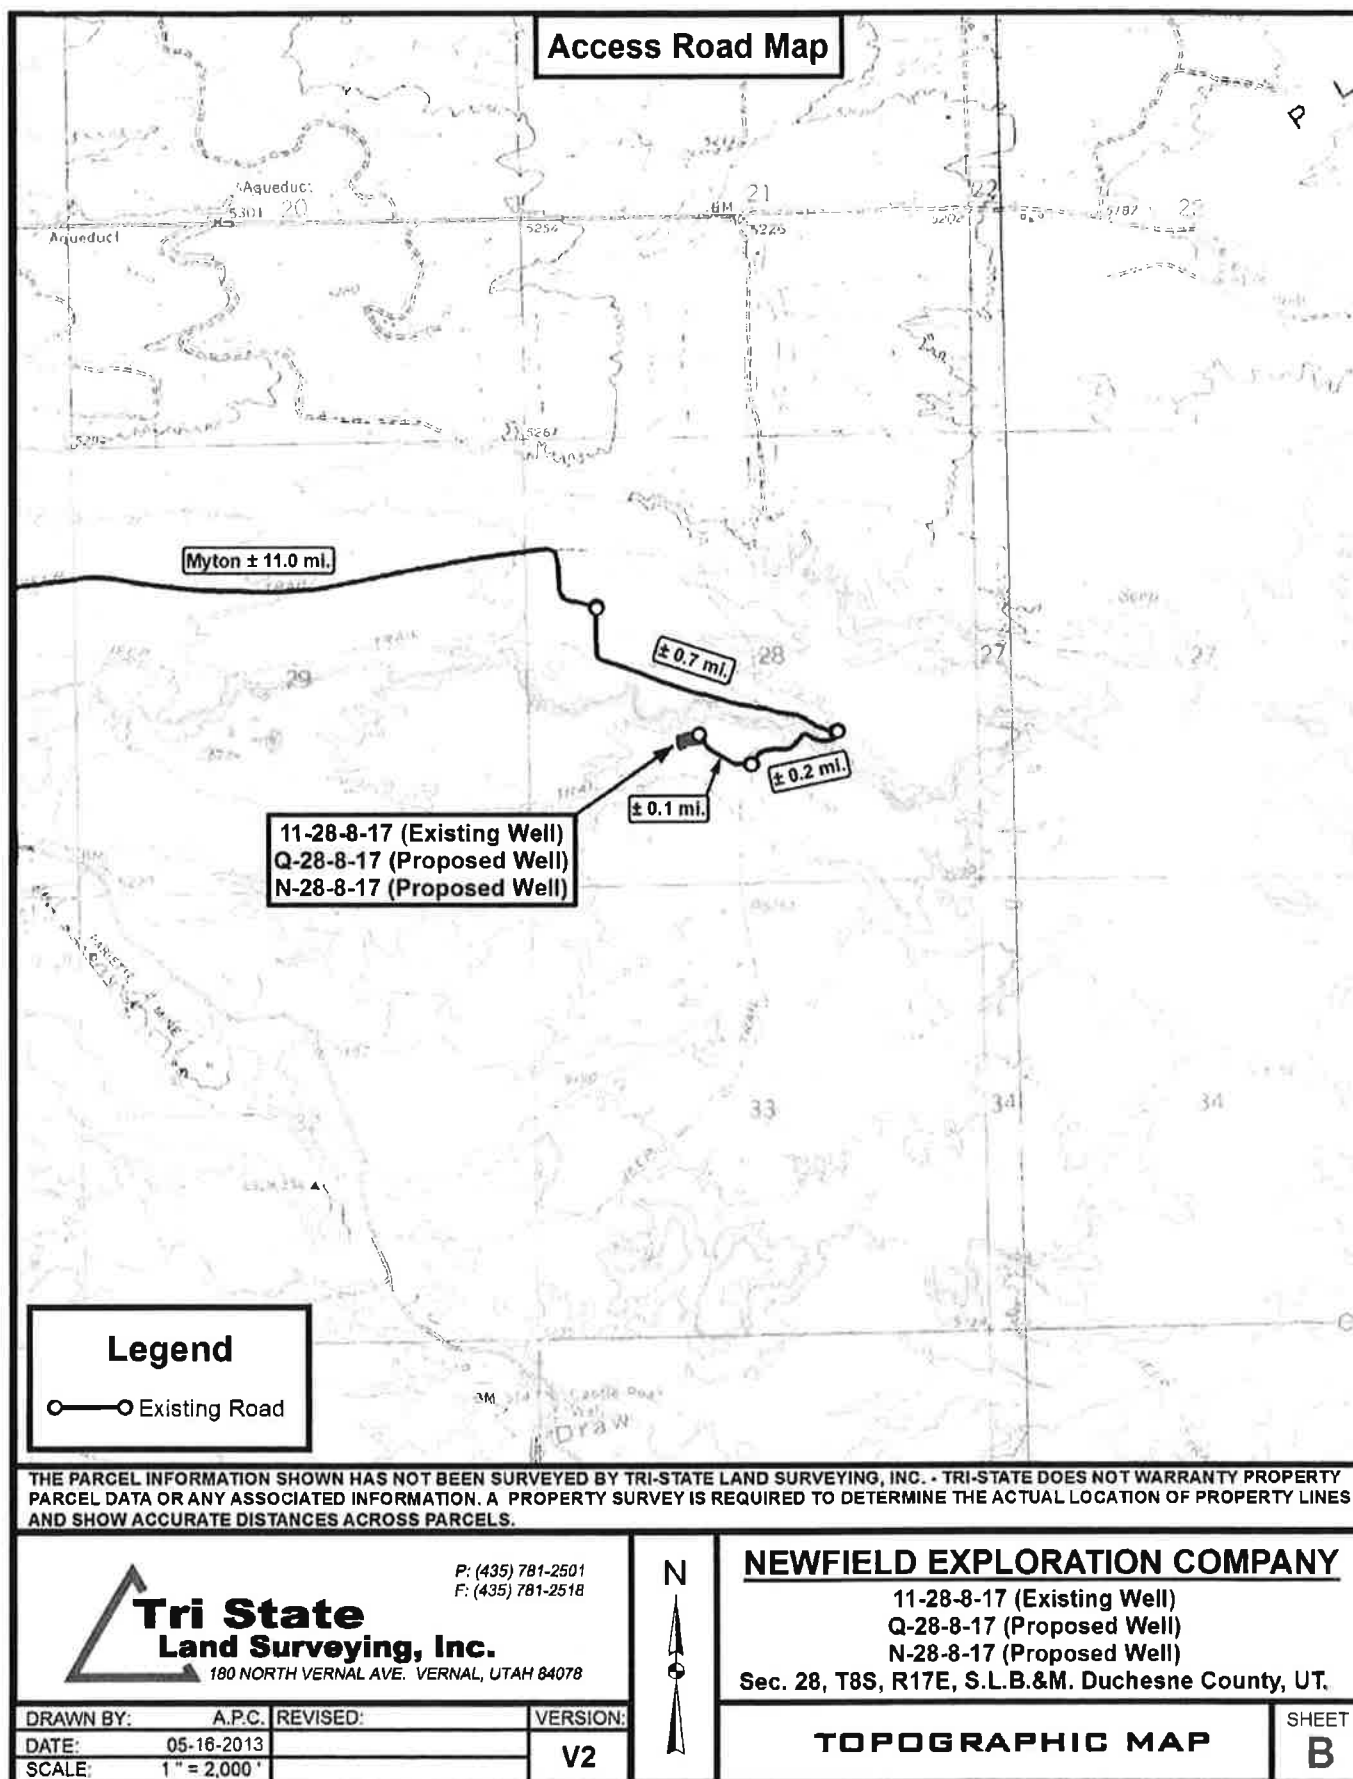 Access Road Map
P
Aqueduct
5301
20
Aqueduct
21
BM
5226
22
5202
5254
5187
5261
Myton ± 11.0 mi.
TRAIL
29
± 0.7 mi.
28
27
27
± 0.2 mi.
± 0.1 mi.
11-28-8-17 (Existing Well)
Q-28-8-17 (Proposed Well)
N-28-8-17 (Proposed Well)
MINE
TRAIL
33
34
34
JEEP
BM
Draw
Legend
Existing Road
THE PARCEL INFORMATION SHOWN HAS NOT BEEN SURVEYED BY TRI-STATE LAND SURVEYING, INC. - TRI-STATE DOES NOT WARRANTY PROPERTY
PARCEL DATA OR ANY ASSOCIATED INFORMATION. A PROPERTY SURVEY IS REQUIRED TO DETERMINE THE ACTUAL LOCATION OF PROPERTY LINES
AND SHOW ACCURATE DISTANCES ACROSS PARCELS.
P: (435) 781-2501
F: (435) 781-2518
Tri State
Land Surveying, Inc.
180 NORTH VERNAL AVE. VERNAL, UTAH 84078
N
NEWFIELD EXPLORATION COMPANY
11-28-8-17 (Existing Well)
Q-28-8-17 (Proposed Well)
N-28-8-17 (Proposed Well)
Sec. 28, T8S, R17E, S.L.B.&M. Duchesne County, UT.
DRAWN BY: A.P.C.
REVISED:
VERSION:
DATE: 05-16-2013
V2
SCALE: 1 " = 2,000 '
TOPOGRAPHIC MAP
SHEET
B